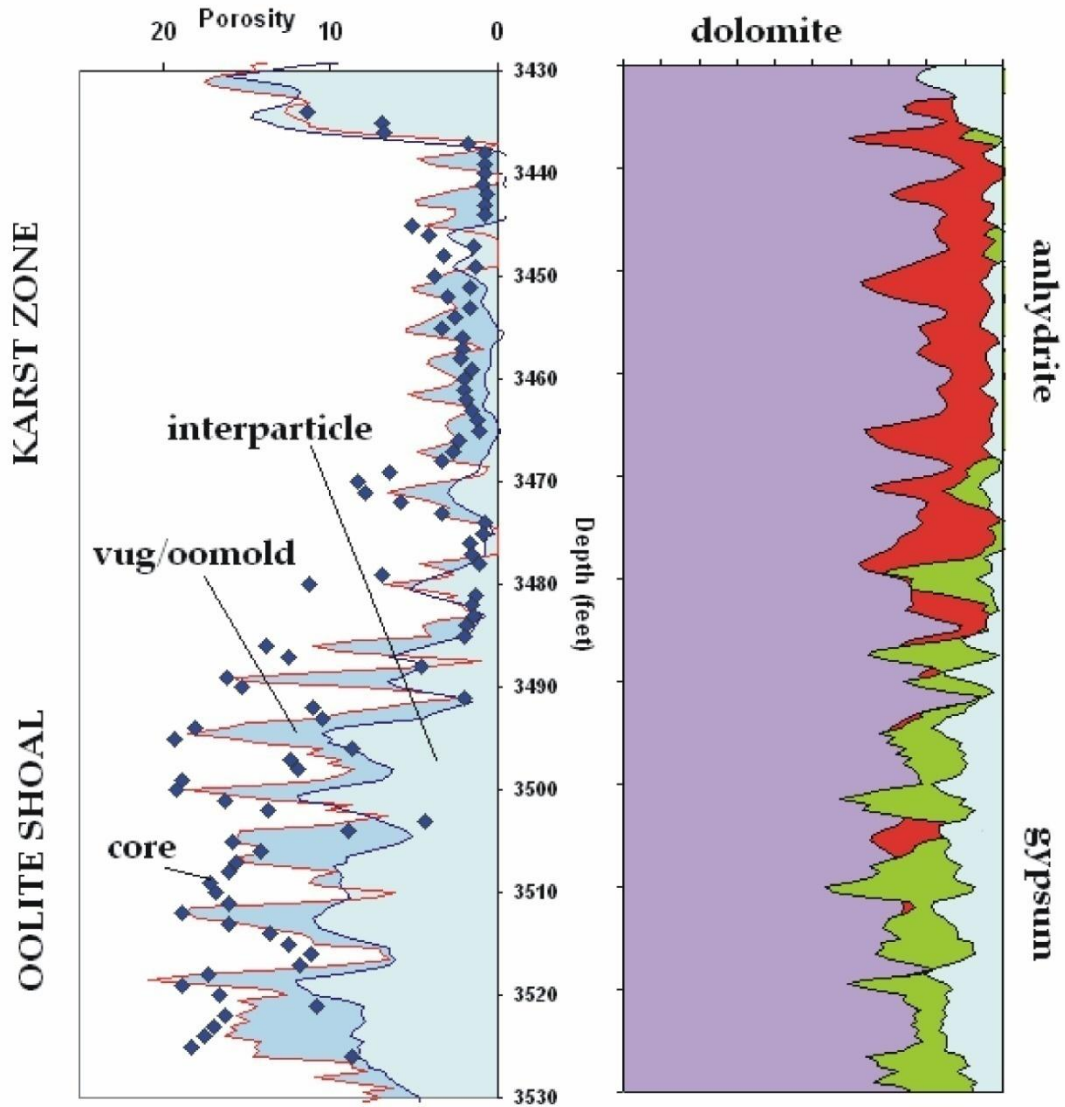 Porosity
20 10 0
dolomite
3430
3440
3450
3460
3470
3480
3490
3500
3510
3520
3530
Depth (feet)
KARST ZONE
OOLITE SHOAL
interparticle
vug/oomold
core
anhydrite
gypsum